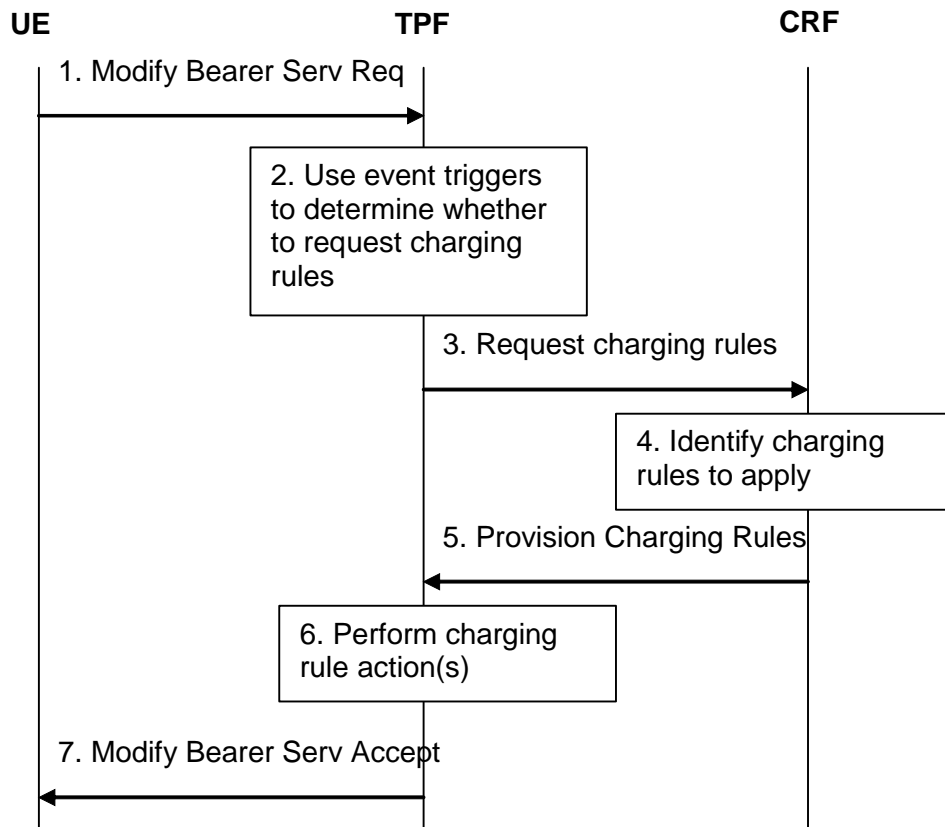 UE TPF CRF
1. Modify Bearer Serv Req
2. Use event triggers
to determine whether
to request charging
rules
3. Request charging rules
4. Identify charging
rules to apply
5. Provision Charging Rules
6. Perform charging
rule action(s)
7. Modify Bearer Serv Accept